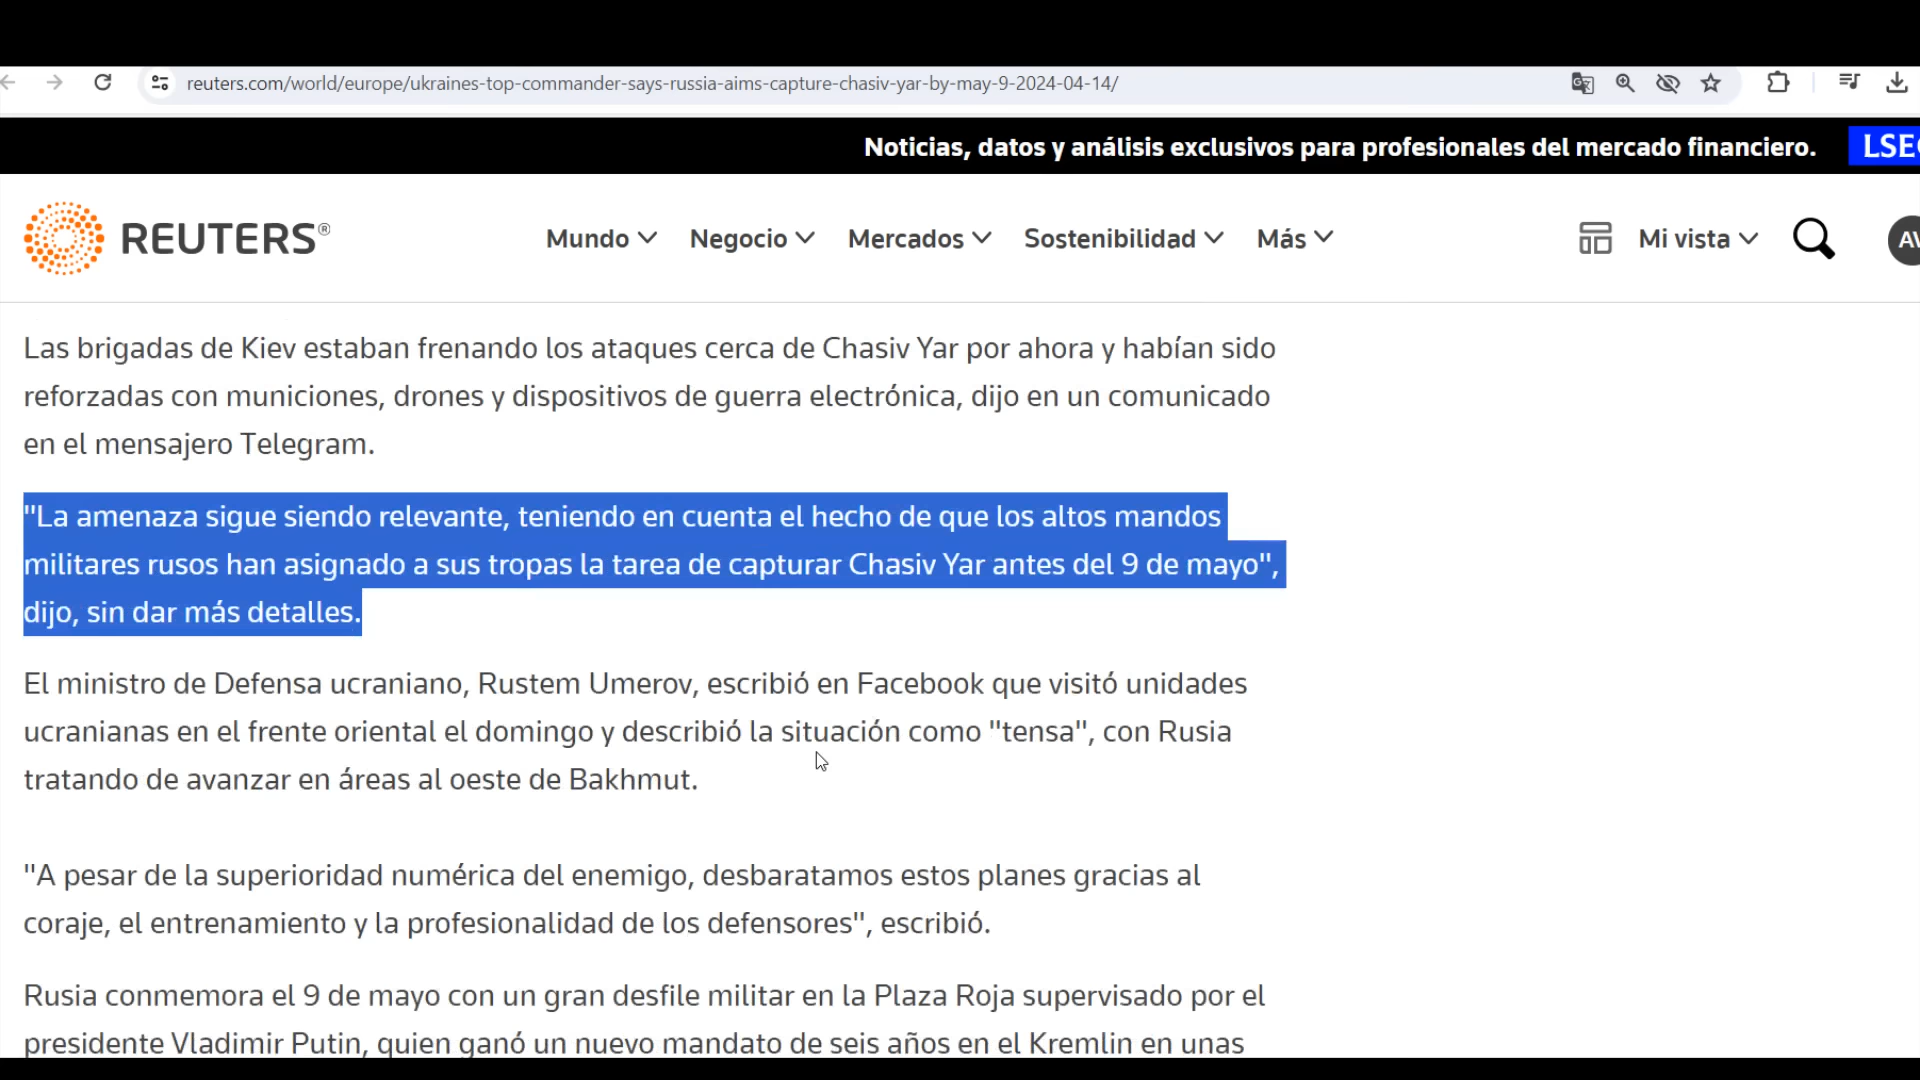 reuters.com/world/europe/ukraines-top-commander-says-russia-aims-capture-chasiv-yar-by-may-9-2024-04-14/
Noticias, datos y análisis exclusivos para profesionales del mercado financiero.
REUTERS®
Mundo
Negocio
Mercados
Sostenibilidad
Más
Mi vista
Las brigadas de Kiev estaban frenando los ataques cerca de Chasiv Yar por ahora y habían sido
reforzadas con municiones, drones y dispositivos de guerra electrónica, dijo en un comunicado
en el mensajero Telegram.
"La amenaza sigue siendo relevante, teniendo en cuenta el hecho de que los altos mandos
militares rusos han asignado a sus tropas la tarea de capturar Chasiv Yar antes del 9 de mayo",
dijo, sin dar más detalles.
El ministro de Defensa ucraniano, Rustem Umerov, escribió en Facebook que visitó unidades
ucranianas en el frente oriental el domingo y describió la situación como "tensa", con Rusia
tratando de avanzar en áreas al oeste de Bakhmut.
"A pesar de la superioridad numérica del enemigo, desbaratamos estos planes gracias al
coraje, el entrenamiento y la profesionalidad de los defensores", escribió.
Rusia conmemora el 9 de mayo con un gran desfile militar en la Plaza Roja supervisado por el
presidente Vladimir Putin, quien ganó un nuevo mandato de seis años en el Kremlin en unas